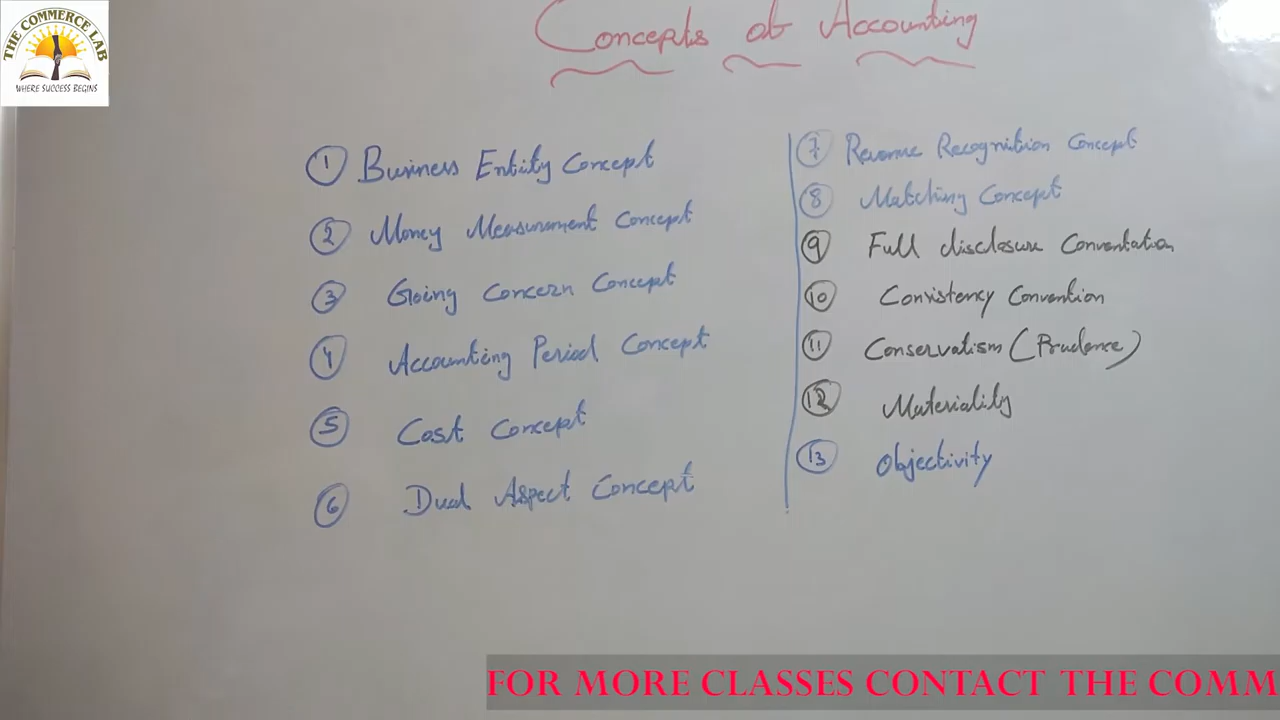 THE COMMERCE LAB
WHERE SUCCESS BEGINS
Concepts of Accounting
1 Business Entity Concept
2 Money Measurement Concept
3 Going Concern Concept
4 Accounting Period Concept
5 Cost Concept
6 Dual Aspect Concept
7 Revenue Recognition Concept
8 Matching Concept
9 Full disclosure Conventation
10 Consistency Convention
11 Conservatism (Prudence)
12 Materiality
13 Objectivity
FOR MORE CLASSES CONTACT THE COMM